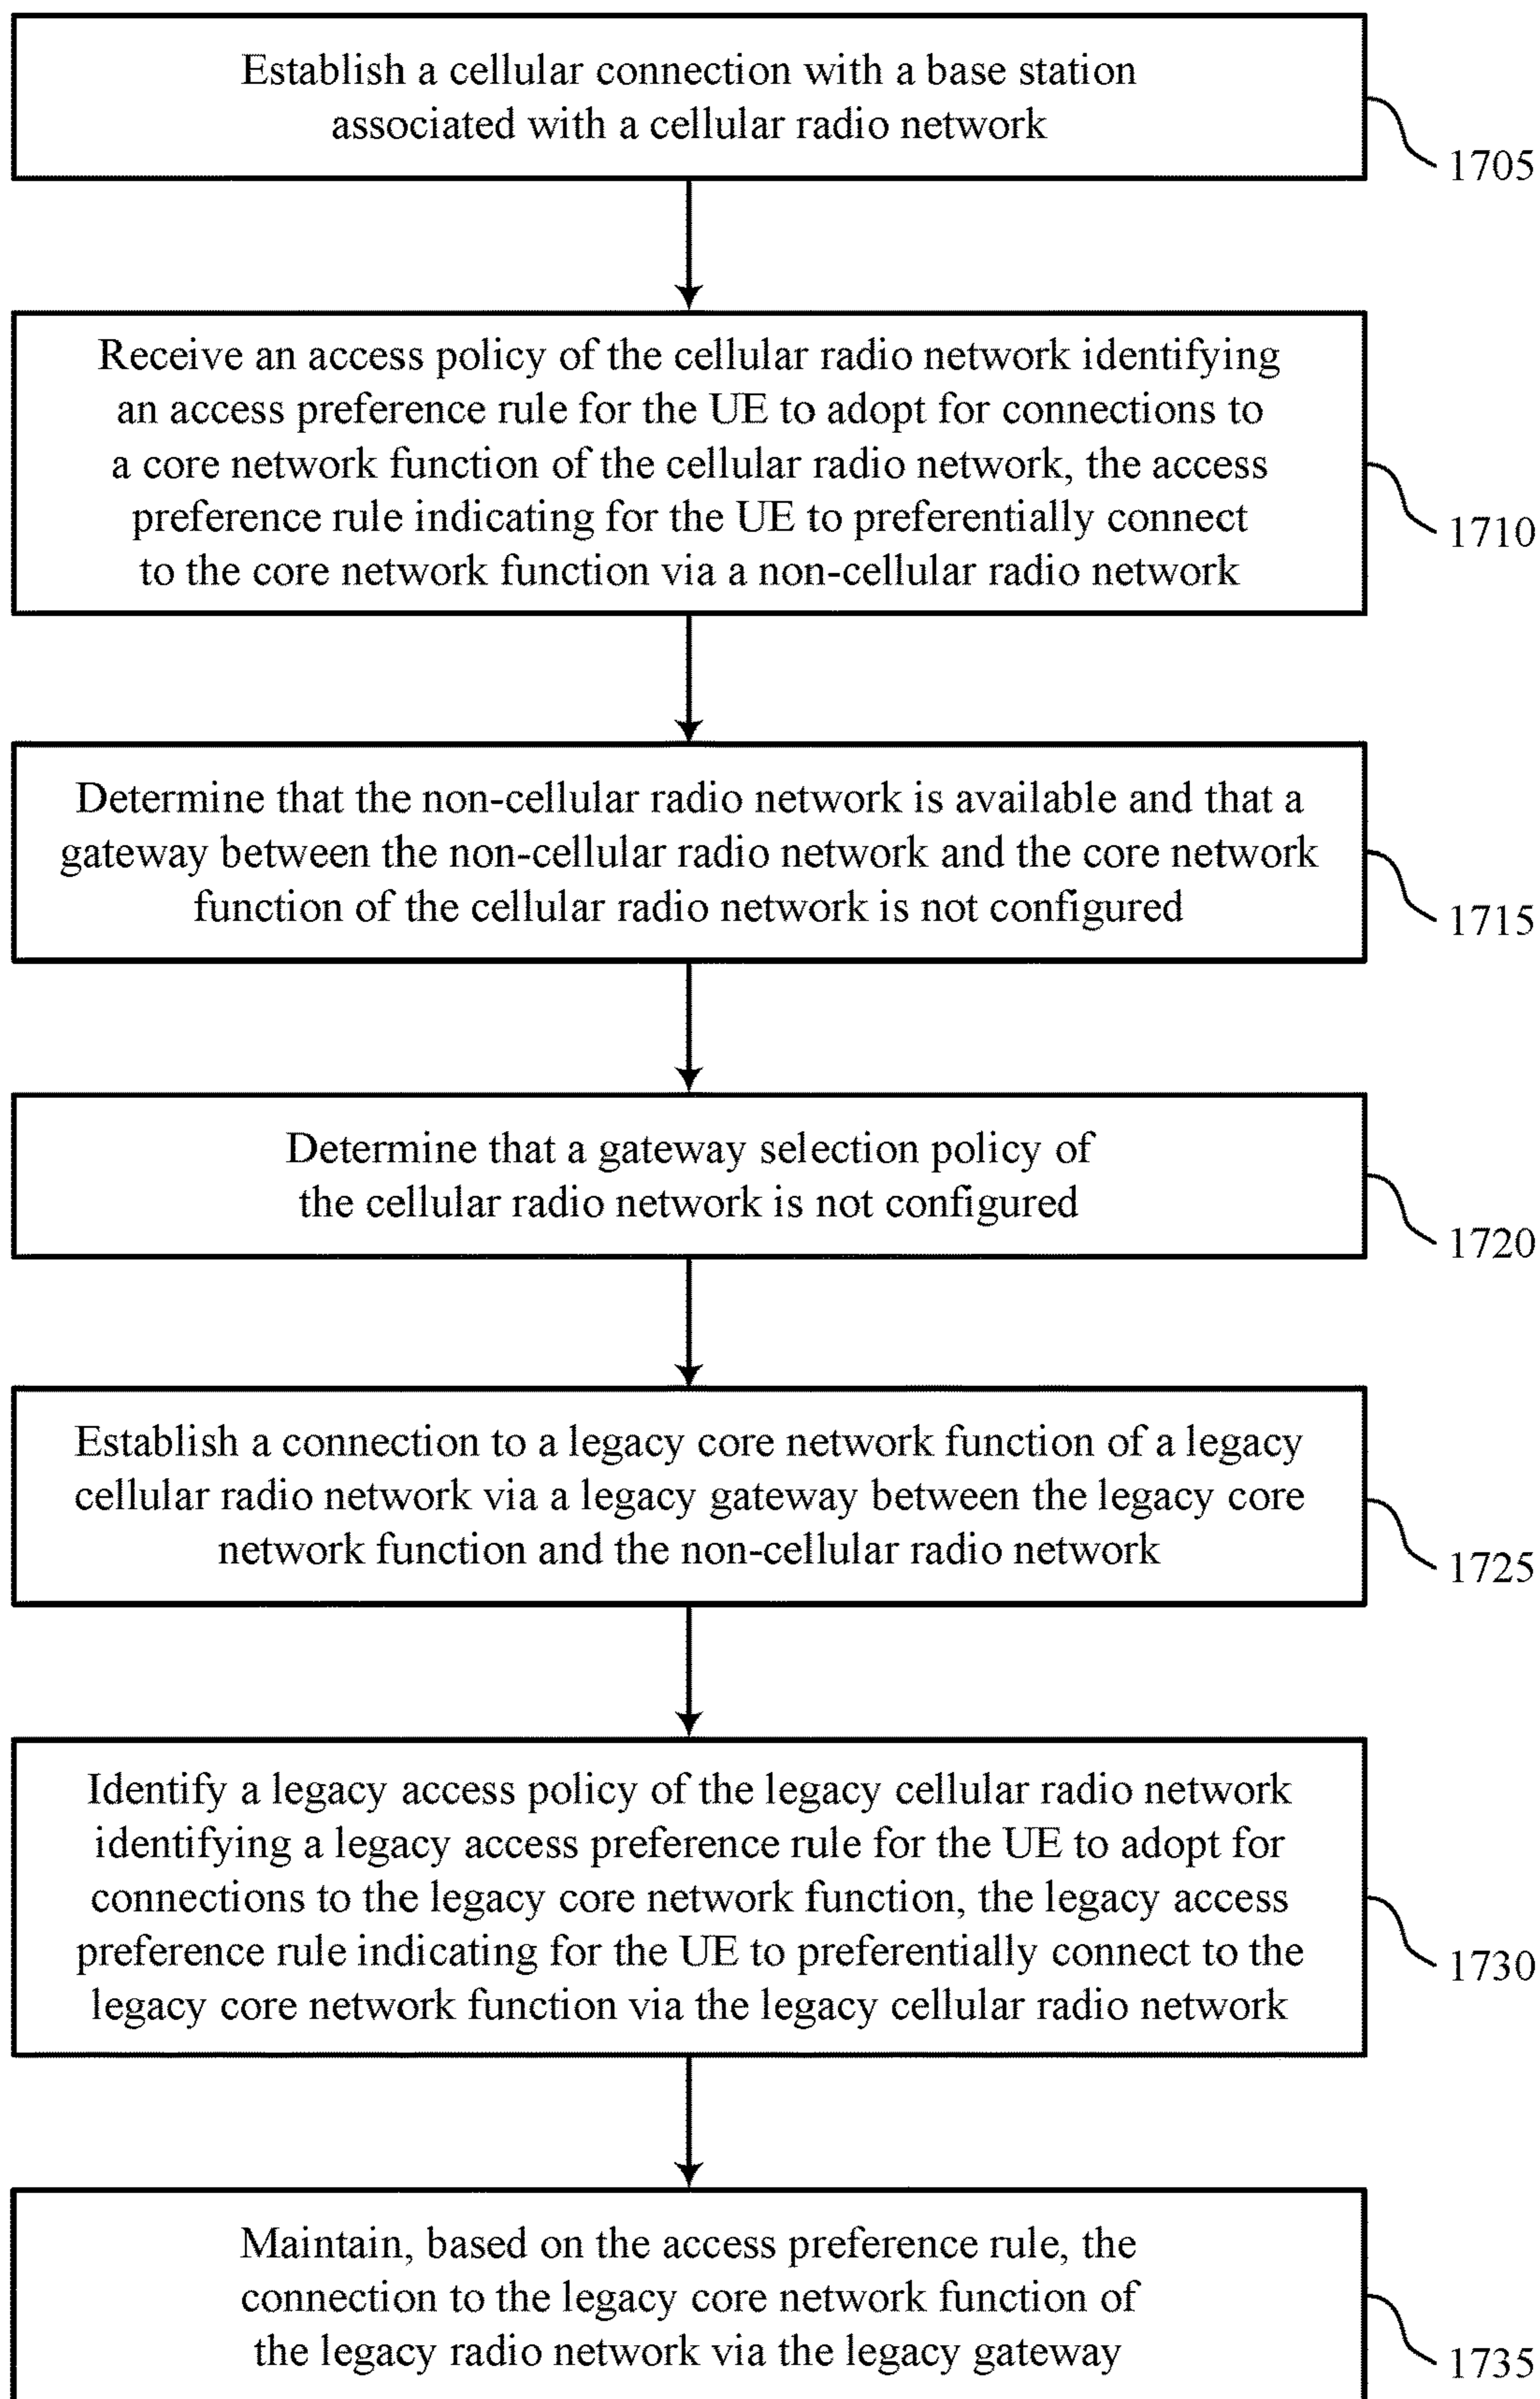 Establish a cellular connection with a base station
associated with a cellular radio network
1705
Receive an access policy of the cellular radio network identifying
an access preference rule for the UE to adopt for connections to
a core network function of the cellular radio network, the access
preference rule indicating for the UE to preferentially connect
to the core network function via a non-cellular radio network
1710
Determine that the non-cellular radio network is available and that a
gateway between the non-cellular radio network and the core network
function of the cellular radio network is not configured
1715
Determine that a gateway selection policy of
the cellular radio network is not configured
1720
Establish a connection to a legacy core network function of a legacy
cellular radio network via a legacy gateway between the legacy core
network function and the non-cellular radio network
1725
Identify a legacy access policy of the legacy cellular radio network
identifying a legacy access preference rule for the UE to adopt for
connections to the legacy core network function, the legacy access
preference rule indicating for the UE to preferentially connect to the
legacy core network function via the legacy cellular radio network
1730
Maintain, based on the access preference rule, the
connection to the legacy core network function of
the legacy radio network via the legacy gateway
1735